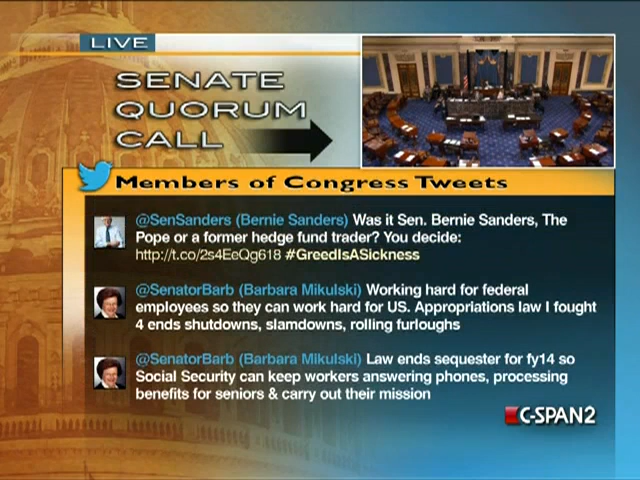 LIVE
SENATE
QUORUM
CALL
Members of Congress Tweets
@SenSanders (Bernie Sanders) Was it Sen. Bernie Sanders, The
Pope or a former hedge fund trader? You decide:
http://t.co/2s4EeQg618 #GreedIsASickness
@SenatorBarb (Barbara Mikulski) Working hard for federal
employees so they can work hard for US. Appropriations law I fought
4 ends shutdowns, slamdowns, rolling furloughs
@SenatorBarb (Barbara Mikulski) Law ends sequester for fy14 so
Social Security can keep workers answering phones, processing
benefits for seniors & carry out their mission
C-SPAN2